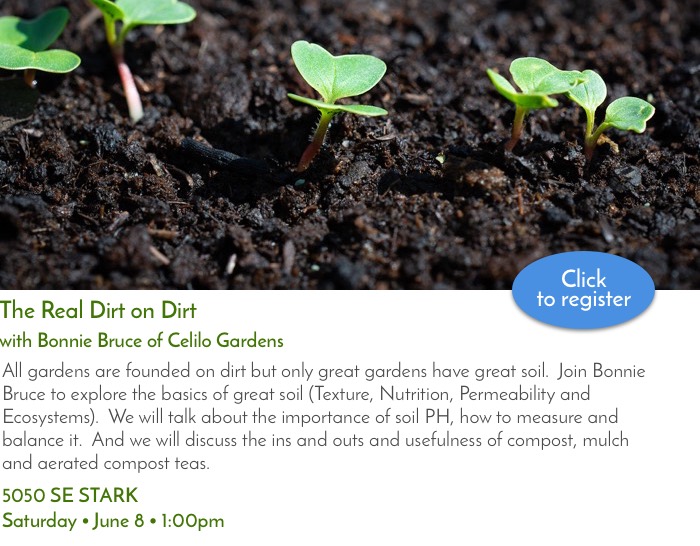 Click
to register
The Real Dirt on Dirt
with Bonnie Bruce of Celilo Gardens
All gardens are founded on dirt but only great gardens have great soil.  Join Bonnie
Bruce to explore the basics of great soil (Texture, Nutrition, Permeability and
Ecosystems).  We will talk about the importance of soil PH, how to measure and
balance it.  And we will discuss the ins and outs and usefulness of compost, mulch
and aerated compost teas.
5050 SE STARK
Saturday • June 8 • 1:00pm